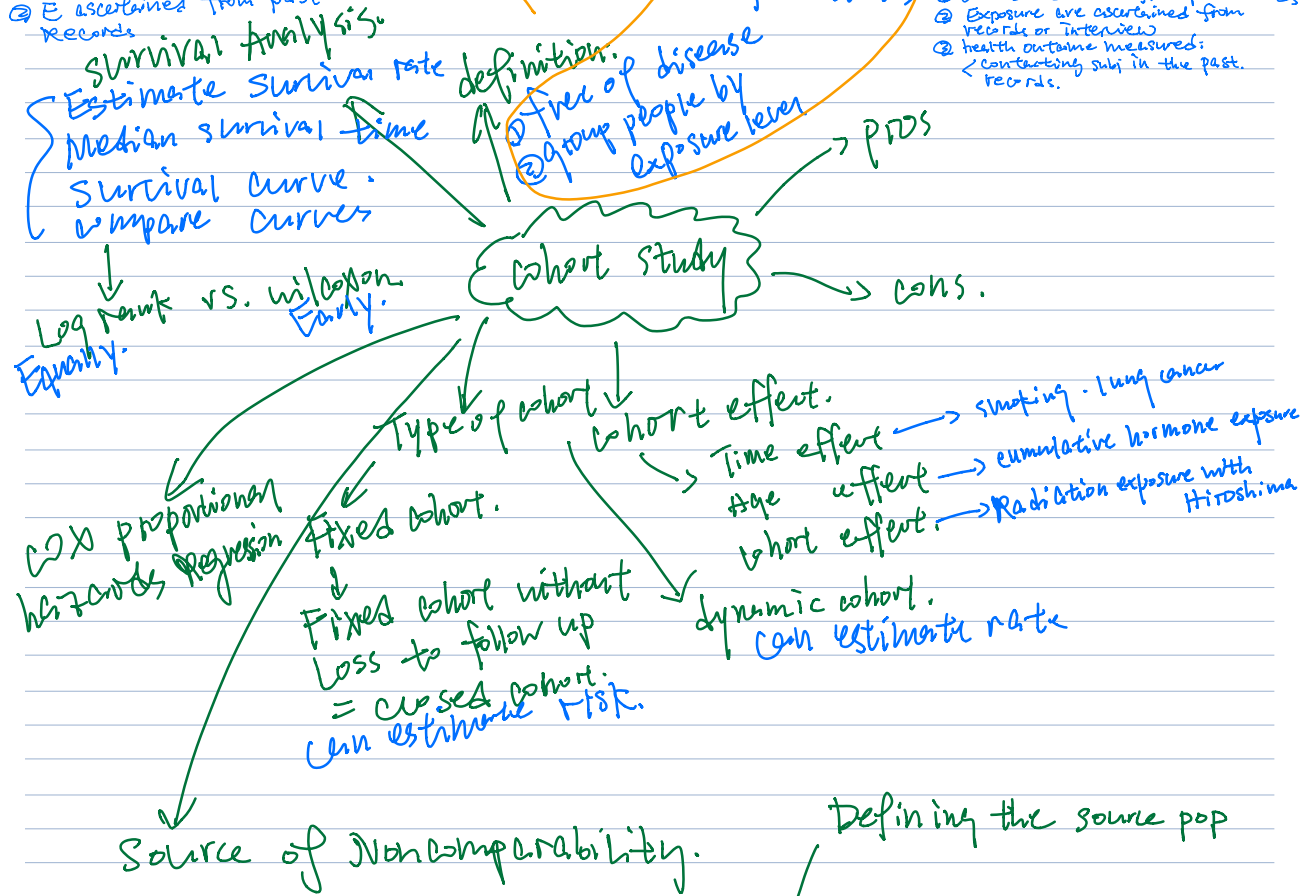 ② E ascertained from past
records
survival Analysis.
Estimate survival rate
Median survival time
survival curve.
compare curves
Log rank vs. wilcoxon.
Equally.
Early.
definition:
① free of disease
② group people by
exposure level
② Exposure are ascertained from
records or interview
③ health outcome measured:
< contacting subj in the past.
records.
pros
cohort study
cons.
Type of cohort
cohort effect.
Time effect
smoking. lung cancer
Age effect
cumulative hormone exposure
cohort effect.
Radiation exposure with
Hiroshima
cox proportional
hazards regression
Fixed cohort.
Fixed cohort without
Loss to follow up
= closed cohort.
can estimate risk.
dynamic cohort.
can estimate rate
Source of Noncomparability.
Defining the source pop